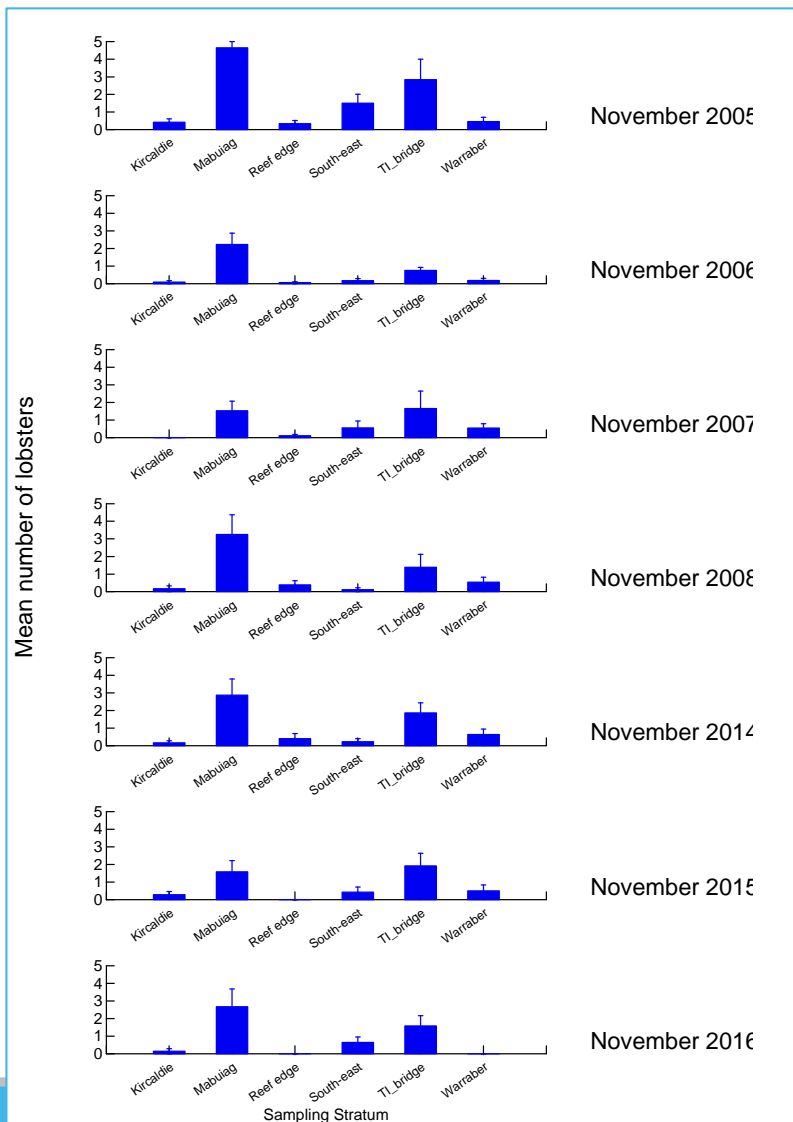 Mean number of lobsters
5
4
3
2
1
0
Kircaldie Mabuiag Reef edge South-east TI_bridge Warraber
November 2005
5
4
3
2
1
0
Kircaldie Mabuiag Reef edge South-east TI_bridge Warraber
November 2006
5
4
3
2
1
0
Kircaldie Mabuiag Reef edge South-east TI_bridge Warraber
November 2007
5
4
3
2
1
0
Kircaldie Mabuiag Reef edge South-east TI_bridge Warraber
November 2008
5
4
3
2
1
0
Kircaldie Mabuiag Reef edge South-east TI_bridge Warraber
November 2014
5
4
3
2
1
0
Kircaldie Mabuiag Reef edge South-east TI_bridge Warraber
November 2015
5
4
3
2
1
0
Kircaldie Mabuiag Reef edge South-east TI_bridge Warraber
November 2016
Sampling Stratum